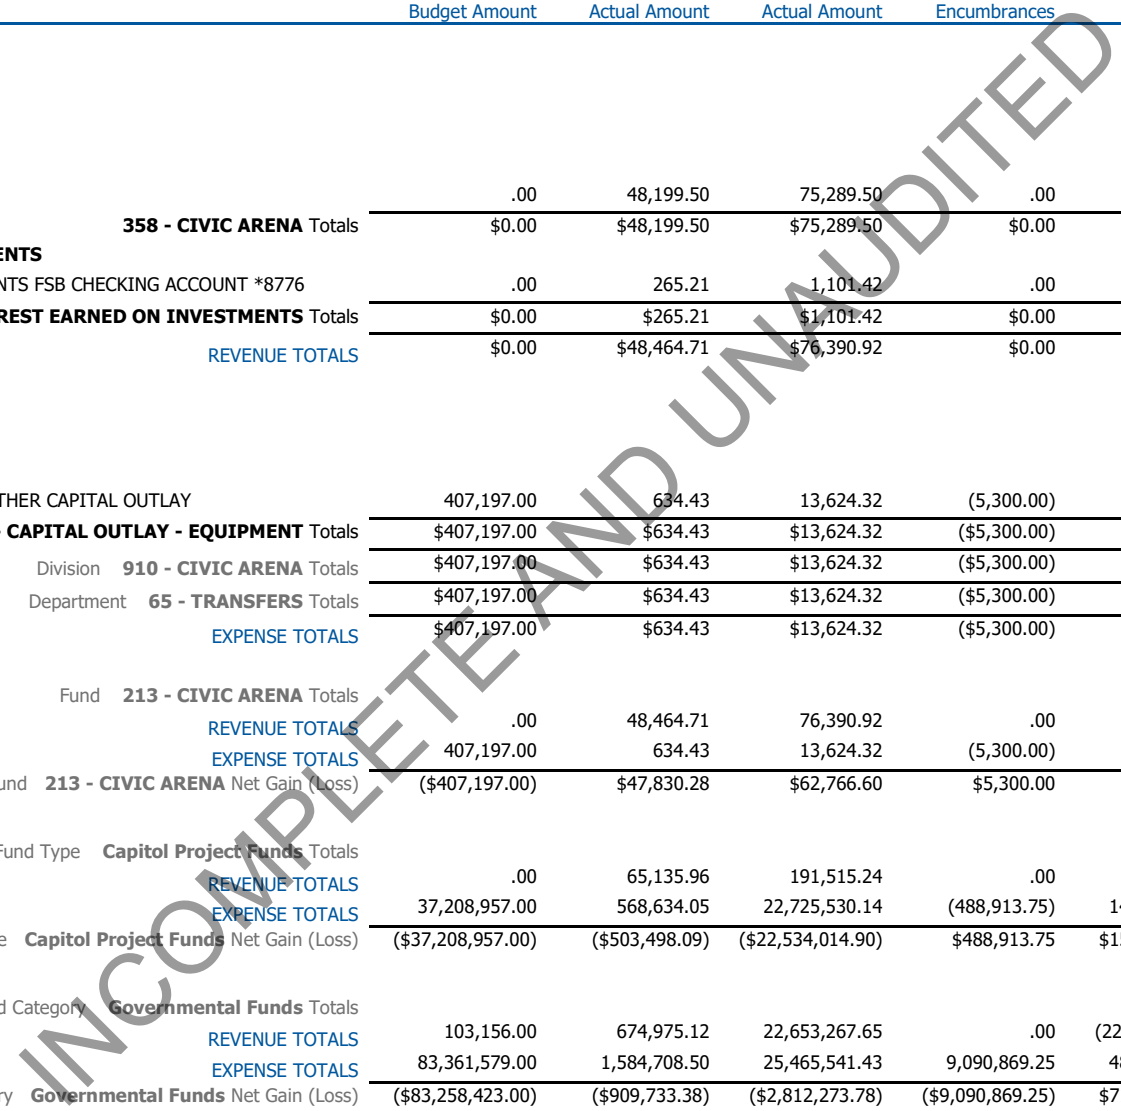 Budget Amount Actual Amount Actual Amount Encumbrances
.00 48,199.50 75,289.50 .00
358 - CIVIC ARENA Totals $0.00 $48,199.50 $75,289.50 $0.00
ENTS
NTS FSB CHECKING ACCOUNT *8776 .00 265.21 1,101.42 .00
REST EARNED ON INVESTMENTS Totals $0.00 $265.21 $1,101.42 $0.00
REVENUE TOTALS $0.00 $48,464.71 $76,390.92 $0.00
THER CAPITAL OUTLAY 407,197.00 634.43 13,624.32 (5,300.00)
- CAPITAL OUTLAY - EQUIPMENT Totals $407,197.00 $634.43 $13,624.32 ($5,300.00)
Division 910 - CIVIC ARENA Totals $407,197.00 $634.43 $13,624.32 ($5,300.00)
Department 65 - TRANSFERS Totals $407,197.00 $634.43 $13,624.32 ($5,300.00)
EXPENSE TOTALS $407,197.00 $634.43 $13,624.32 ($5,300.00)
Fund 213 - CIVIC ARENA Totals
REVENUE TOTALS .00 48,464.71 76,390.92 .00
EXPENSE TOTALS 407,197.00 634.43 13,624.32 (5,300.00)
und 213 - CIVIC ARENA Net Gain (Loss) ($407,197.00) $47,830.28 $62,766.60 $5,300.00
Fund Type Capitol Project Funds Totals
REVENUE TOTALS .00 65,135.96 191,515.24 .00
EXPENSE TOTALS 37,208,957.00 568,634.05 22,725,530.14 (488,913.75) 14
e Capitol Project Funds Net Gain (Loss) ($37,208,957.00) ($503,498.09) ($22,534,014.90) $488,913.75 $1
d Category Governmental Funds Totals
REVENUE TOTALS 103,156.00 674,975.12 22,653,267.65 .00 (22
EXPENSE TOTALS 83,361,579.00 1,584,708.50 25,465,541.43 9,090,869.25 48
ry Governmental Funds Net Gain (Loss) ($83,258,423.00) ($909,733.38) ($2,812,273.78) ($9,090,869.25) $7
INCOMPLETE AND UNAUDITED